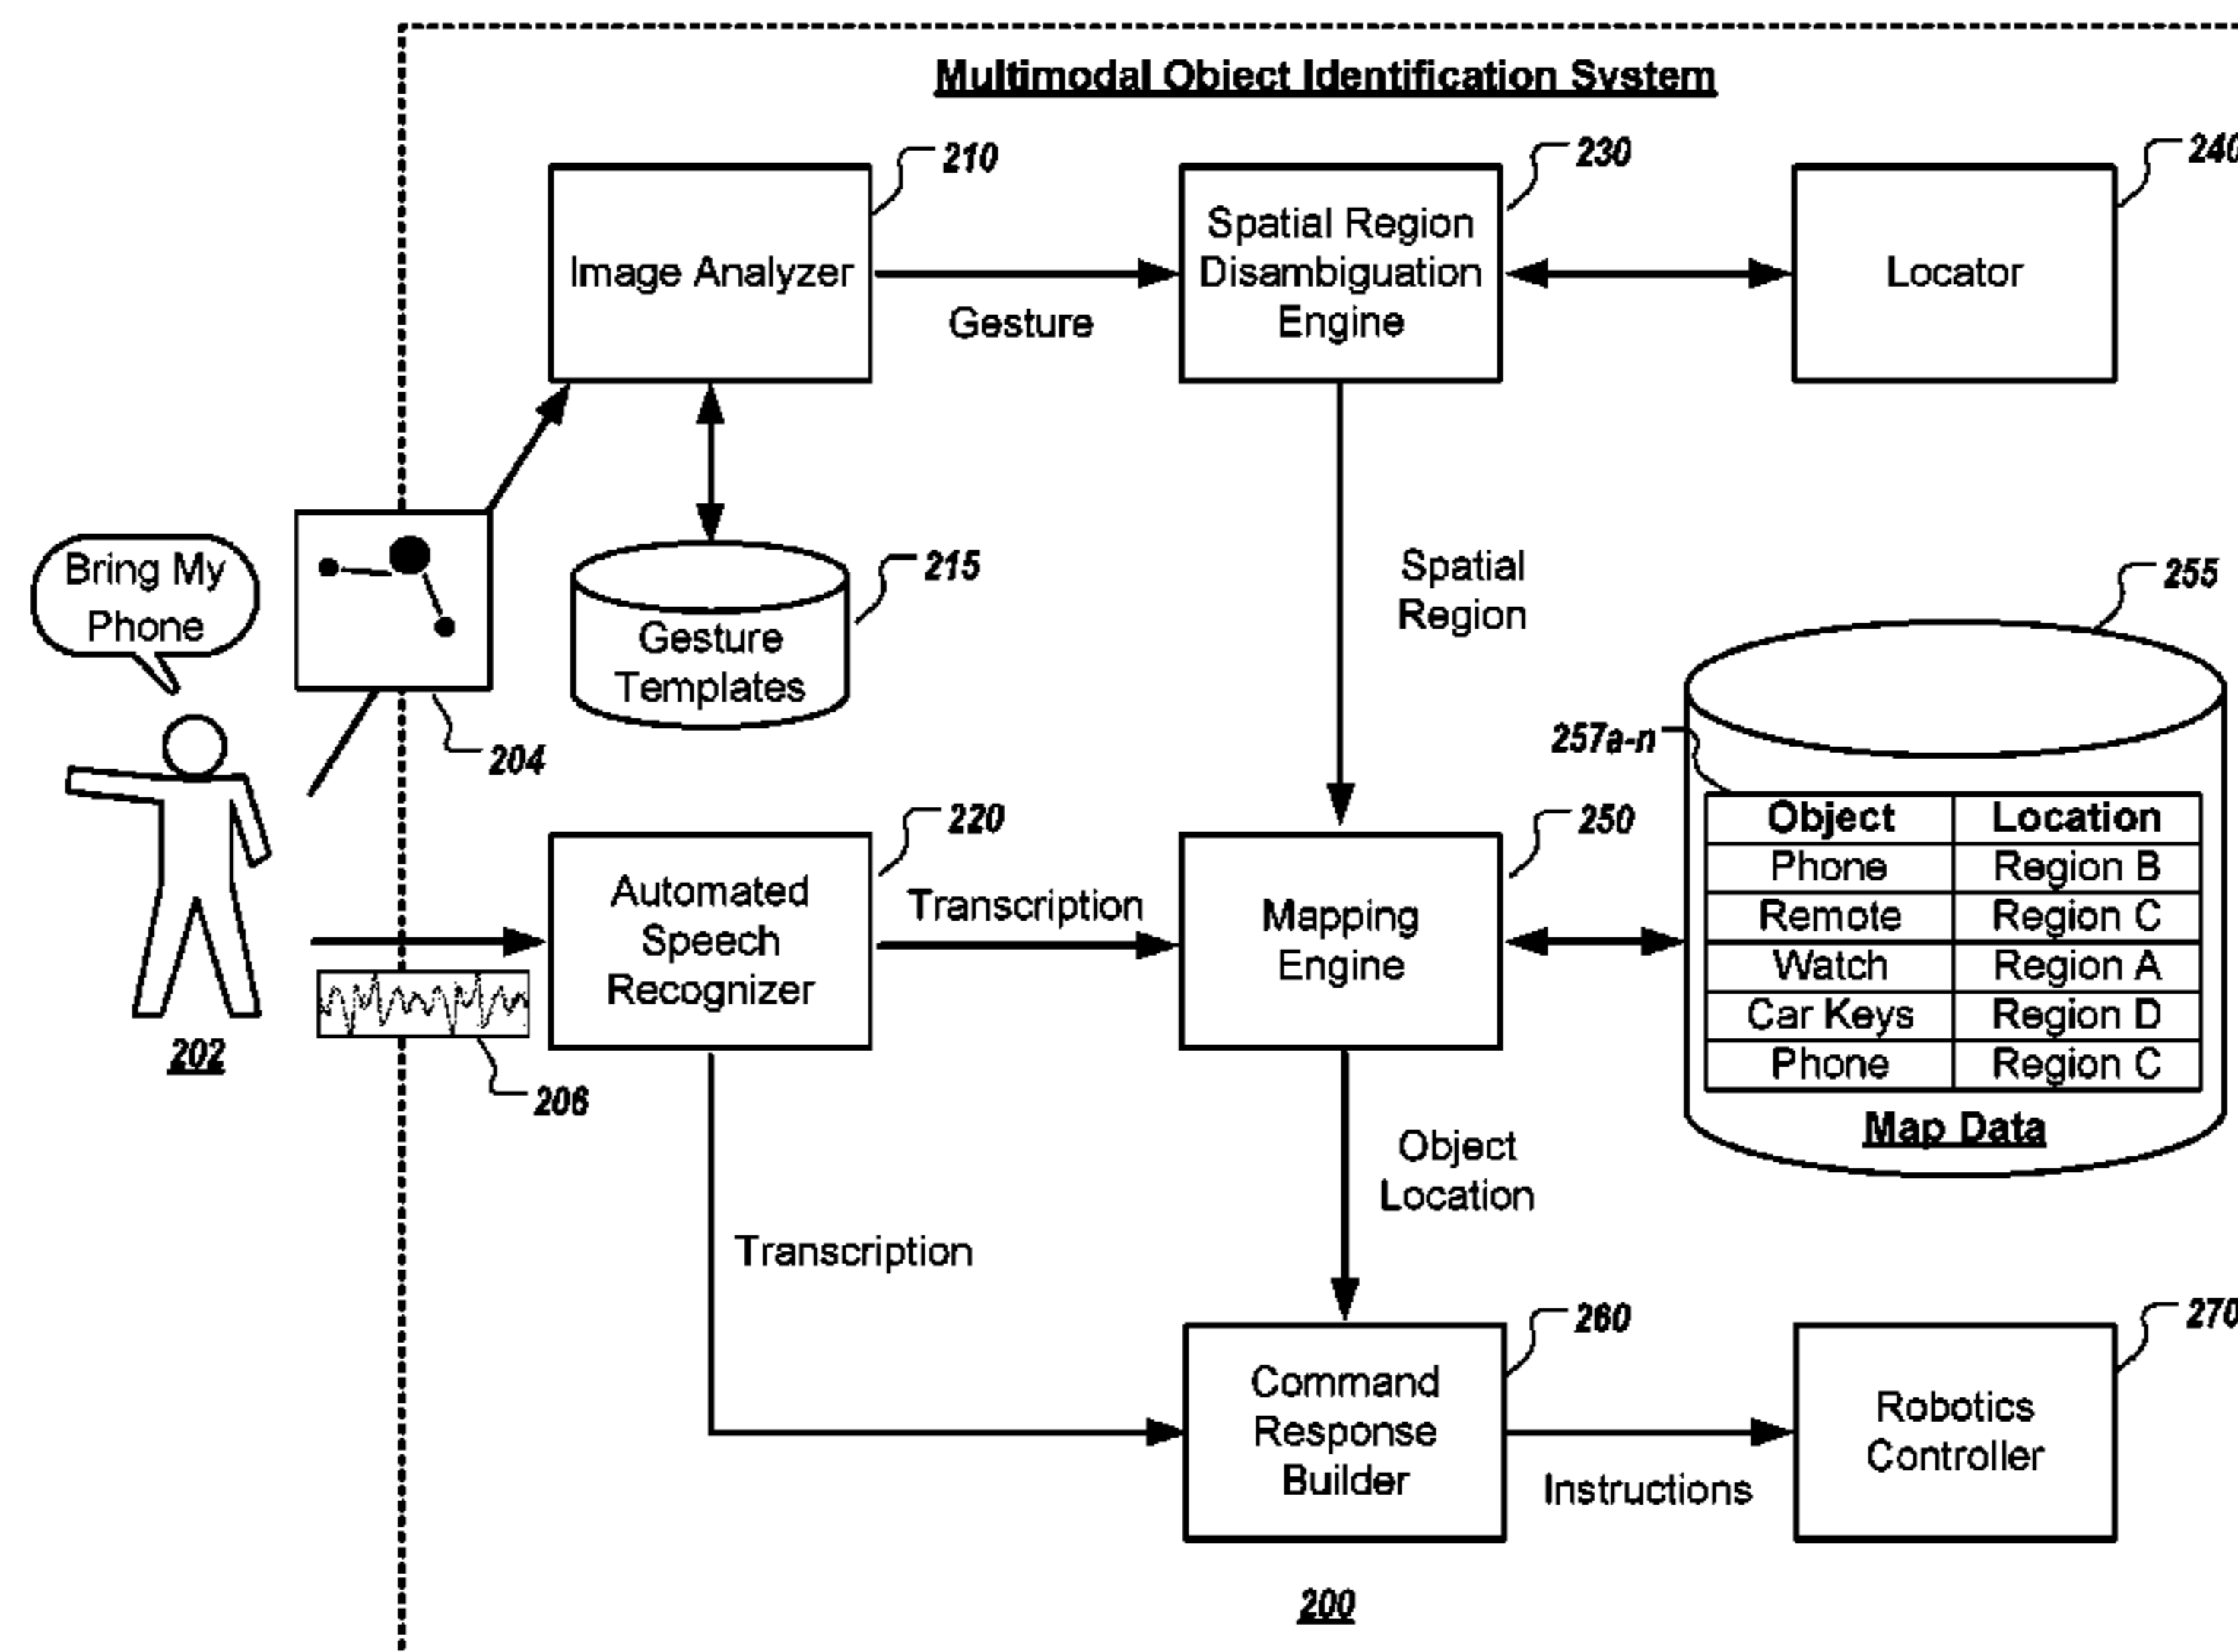 Multimodal Object Identification System
210
230
240
Image Analyzer
Gesture
Spatial Region
Disambiguation
Engine
Locator
Bring My
Phone
204
215
Gesture
Templates
Spatial
Region
255
257a-n
Object Location
Phone Region B
Remote Region C
Watch Region A
Car Keys Region D
Phone Region C
Map Data
202
206
220
Automated
Speech
Recognizer
Transcription
250
Mapping
Engine
Transcription
Object
Location
260
Command
Response
Builder
Instructions
270
Robotics
Controller
200